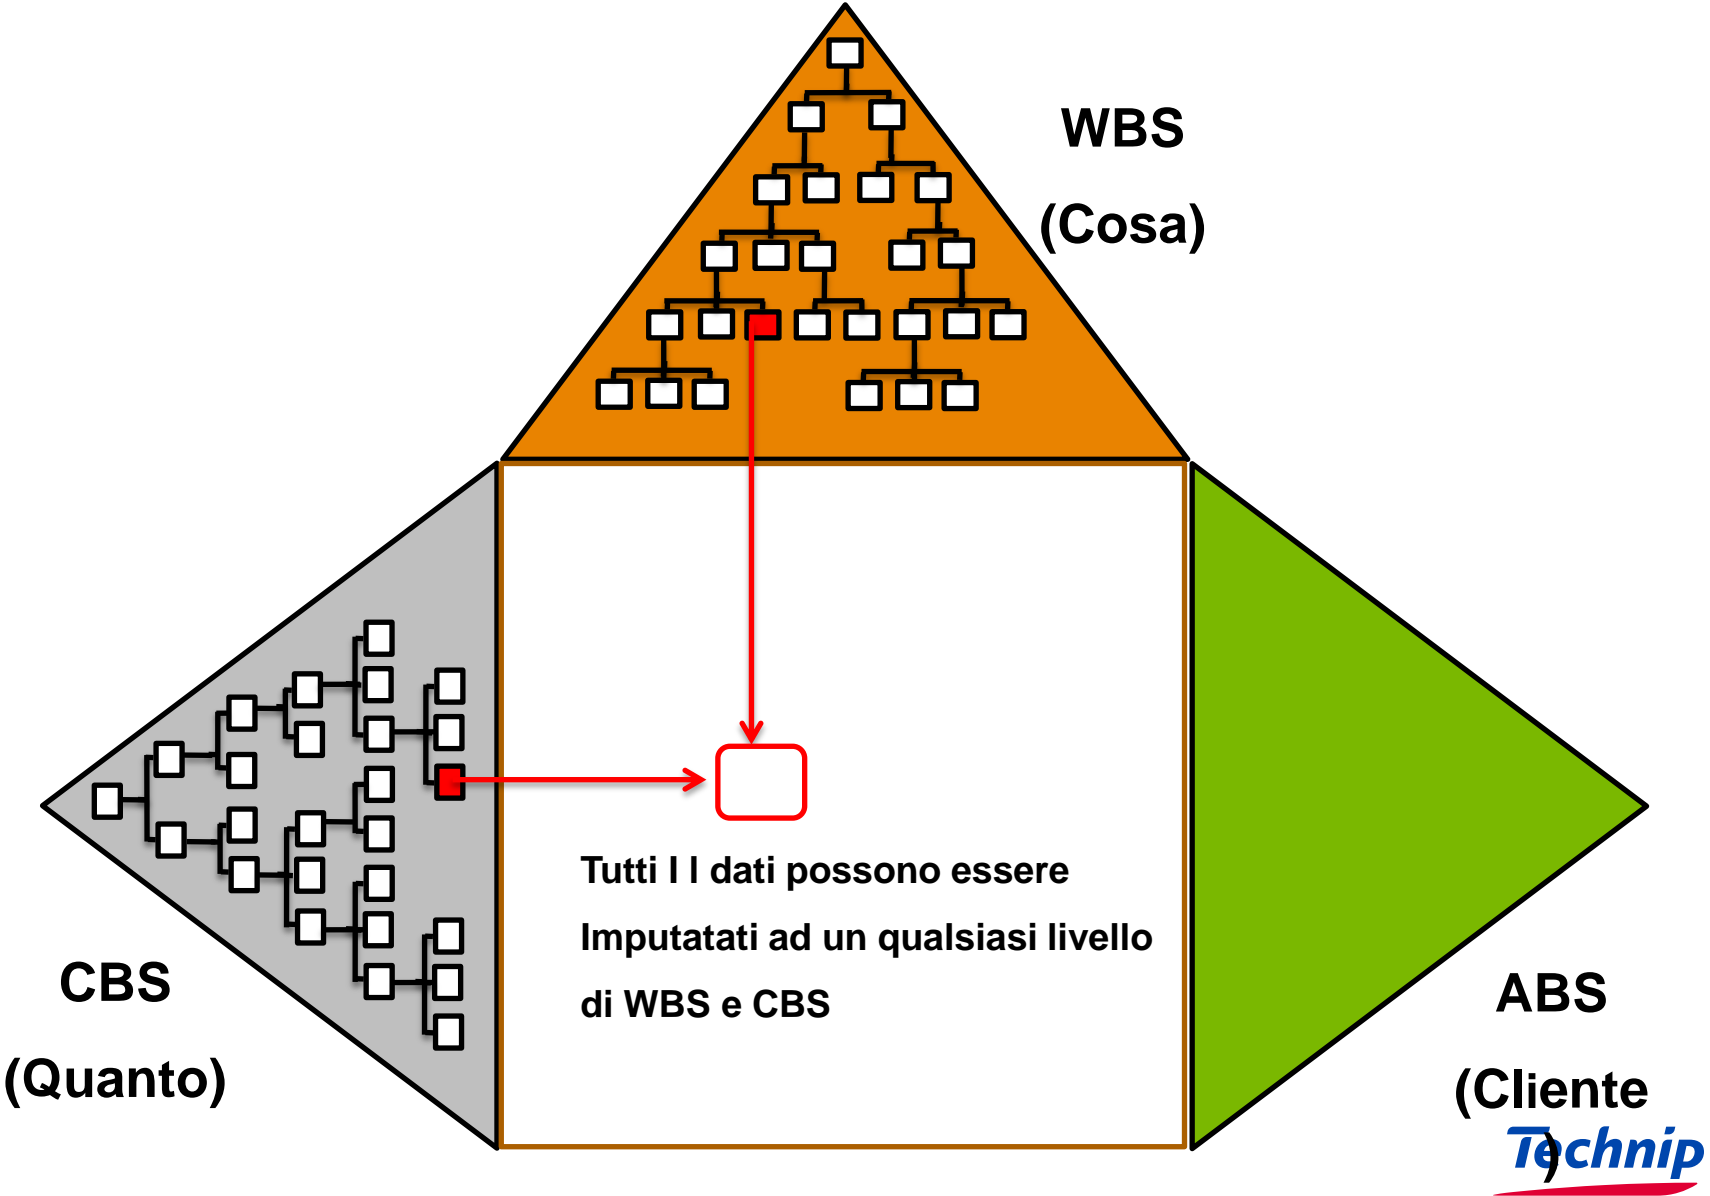 WBS
(Cosa)
Tutti I I dati possono essere
Imputatati ad un qualsiasi livello
di WBS e CBS
CBS
(Quanto)
ABS
(Cliente
)
Technip